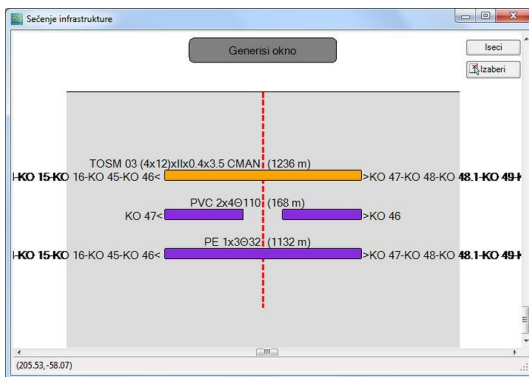 Sečenje infrastrukture
Generisi okno
Iseci
Izaberi
TOSM 03 (4x12)xIIx0.4x3.5 CMAN (1236 m)
KO 15-KO 16-KO 45-KO 46< >KO 47-KO 48-KO 48.1-KO 49-
PVC 2x4Θ110 (168 m)
KO 47< >KO 46
PE 1x3Θ32 (1132 m)
KO 15-KO 16-KO 45-KO 46< >KO 47-KO 48-KO 48.1-KO 49-
(205.53,-58.07)